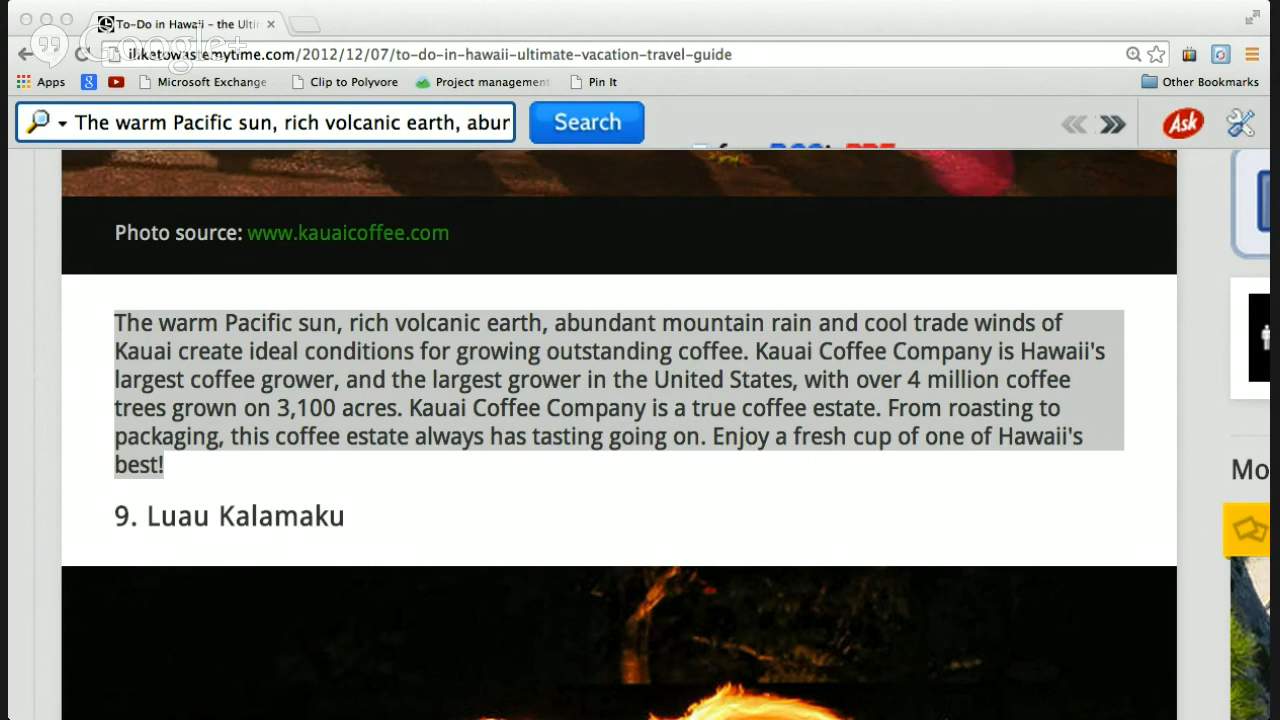 To-Do in Hawaii - the Ulti
Google+
iliketowastemytime.com/2012/12/07/to-do-in-hawaii-ultimate-vacation-travel-guide
Apps Microsoft Exchange Clip to Polyvore Project management Pin It Other Bookmarks
The warm Pacific sun, rich volcanic earth, abun Search Ask
Photo source: www.kauaicoffee.com
The warm Pacific sun, rich volcanic earth, abundant mountain rain and cool trade winds of
Kauai create ideal conditions for growing outstanding coffee. Kauai Coffee Company is Hawaii's
largest coffee grower, and the largest grower in the United States, with over 4 million coffee
trees grown on 3,100 acres. Kauai Coffee Company is a true coffee estate. From roasting to
packaging, this coffee estate always has tasting going on. Enjoy a fresh cup of one of Hawaii's
best!
Mo
9. Luau Kalamaku